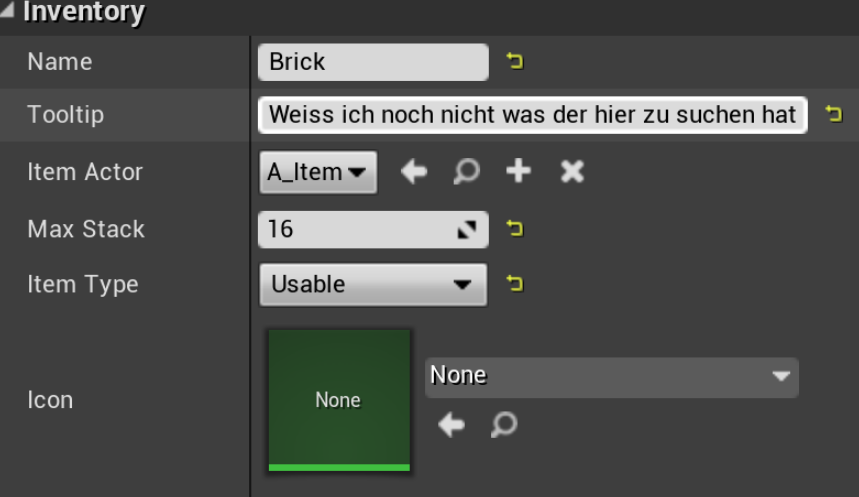 Inventory
Name Brick
Tooltip Weiss ich noch nicht was der hier zu suchen hat
Item Actor A_Item
Max Stack 16
Item Type Usable
Icon None None